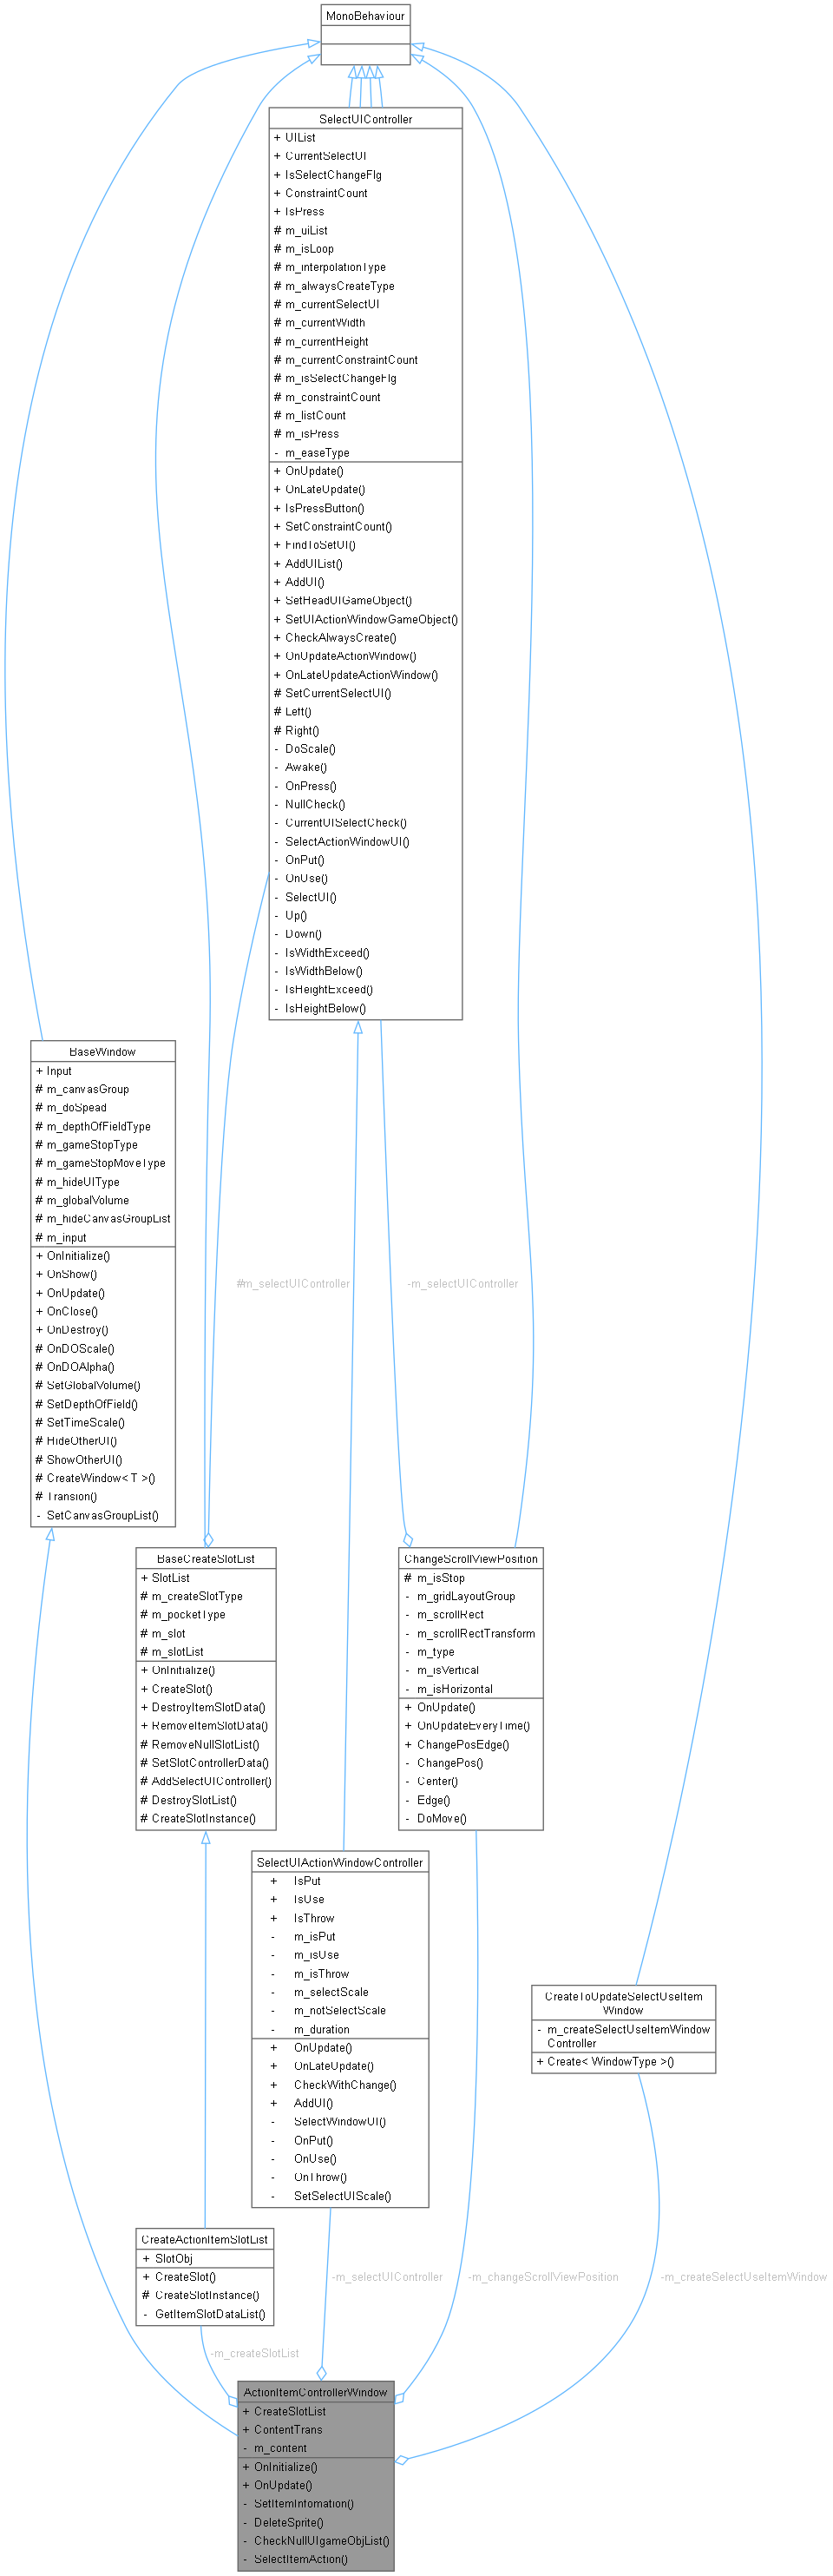 MonoBehaviour
SelectUIController
+ UIList
+ CurrentSelectUI
+ IsSelectChangeFlg
+ ConstraintCount
+ IsPress
# m_uiList
# m_isLoop
# m_interpolationType
# m_alwaysCreateType
# m_currentSelectUI
# m_currentWidth
# m_currentHeight
# m_currentConstraintCount
# m_isSelectChangeFlg
# m_constraintCount
# m_listCount
# m_isPress
- m_easeType
+ OnUpdate()
+ OnLateUpdate()
+ IsPressButton()
+ SetConstraintCount()
+ FindToSetUI()
+ AddUIList()
+ AddUI()
+ SetHeadUIGameObject()
+ SetUIActionWindowGameObject()
+ CheckAlwaysCreate()
+ OnUpdateActionWindow()
+ OnLateUpdateActionWindow()
# SetCurrentSelectUI()
# Left()
# Right()
- DoScale()
- Awake()
- OnPress()
- NullCheck()
- CurrentUISelectCheck()
- SelectActionWindowUI()
- OnPut()
- OnUse()
- SelectUI()
- Up()
- Down()
- IsWidthExceed()
- IsWidthBelow()
- IsHeightExceed()
- IsHeightBelow()
BaseWindow
+ Input
# m_canvasGroup
# m_doSpead
# m_depthOfFieldType
# m_gameStopType
# m_gameStopMoveType
# m_hideUIType
# m_globalVolume
# m_hideCanvasGroupList
# m_input
+ OnInitialize()
+ OnShow()
+ OnUpdate()
+ OnClose()
+ OnDestroy()
# OnDOScale()
# OnDOAlpha()
# SetGlobalVolume()
# SetDepthOfField()
# SetTimeScale()
# HideOtherUI()
# ShowOtherUI()
# CreateWindow< T >()
# Transion()
- SetCanvasGroupList()
#m_selectUIController
-m_selectUIController
BaseCreateSlotList
+ SlotList
# m_createSlotType
# m_pocketType
# m_slot
# m_slotList
+ OnInitialize()
+ CreateSlot()
+ DestroyItemSlotData()
+ RemoveItemSlotData()
# RemoveNullSlotList()
# SetSlotControllerData()
# AddSelectUIController()
# DestroySlotList()
# CreateSlotInstance()
ChangeScrollViewPosition
# m_isStop
- m_gridLayoutGroup
- m_scrollRect
- m_scrollRectTransform
- m_type
- m_isVertical
- m_isHorizontal
+ OnUpdate()
+ OnUpdateEveryTime()
+ ChangePosEdge()
- ChangePos()
- Center()
- Edge()
- DoMove()
SelectUIActionWindowController
+ IsPut
+ IsUse
+ IsThrow
- m_isPut
- m_isUse
- m_isThrow
- m_selectScale
- m_notSelectScale
- m_duration
+ OnUpdate()
+ OnLateUpdate()
+ CheckWithChange()
+ AddUI()
- SelectWindowUI()
- OnPut()
- OnUse()
- OnThrow()
- SetSelectUIScale()
CreateToUpdateSelectUseItem
Window
- m_createSelectUseItemWindow
Controller
+ Create< WindowType >()
CreateActionItemSlotList
+ SlotObj
+ CreateSlot()
# CreateSlotInstance()
- GetItemSlotDataList()
-m_selectUIController
-m_changeScrollViewPosition
-m_createSelectUseItemWindow
-m_createSlotList
ActionItemControllerWindow
+ CreateSlotList
+ ContentTrans
- m_content
+ OnInitialize()
+ OnUpdate()
- SetItemInfomation()
- DeleteSprite()
- CheckNullUIgameObjList()
- SelectItemAction()